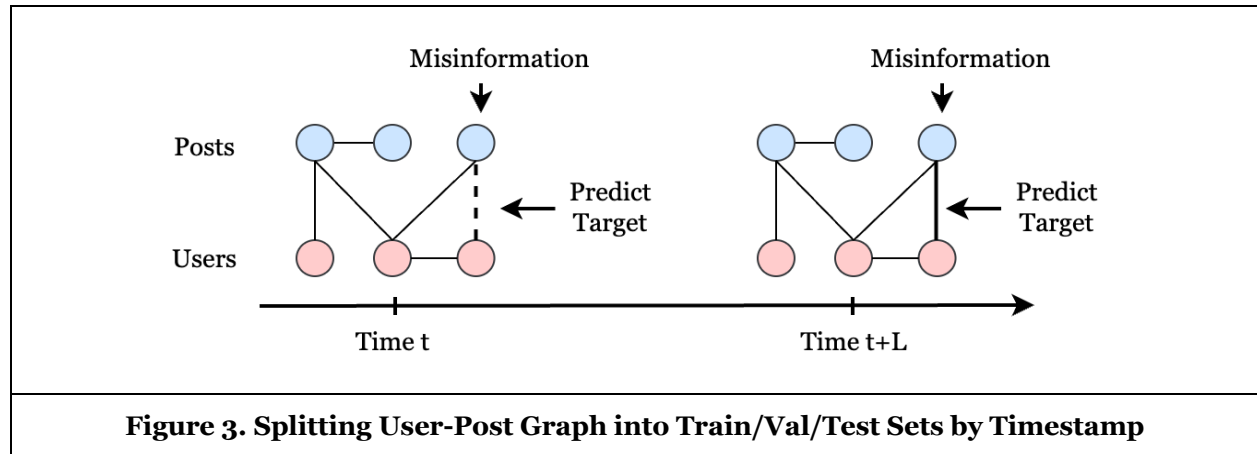 Misinformation
Misinformation
Posts
Predict
Target
Predict
Target
Users
Time t
Time t+L
Figure 3. Splitting User-Post Graph into Train/Val/Test Sets by Timestamp